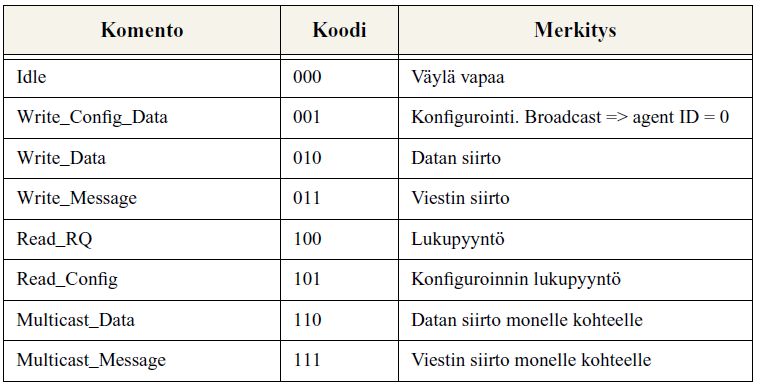 Komento Koodi Merkitys
Idle 000 Väylä vapaa
Write_Config_Data 001 Konfigurointi. Broadcast => agent ID = 0
Write_Data 010 Datan siirto
Write_Message 011 Viestin siirto
Read_RQ 100 Lukupyyntö
Read_Config 101 Konfiguroinnin lukupyyntö
Multicast_Data 110 Datan siirto monelle kohteelle
Multicast_Message 111 Viestin siirto monelle kohteelle